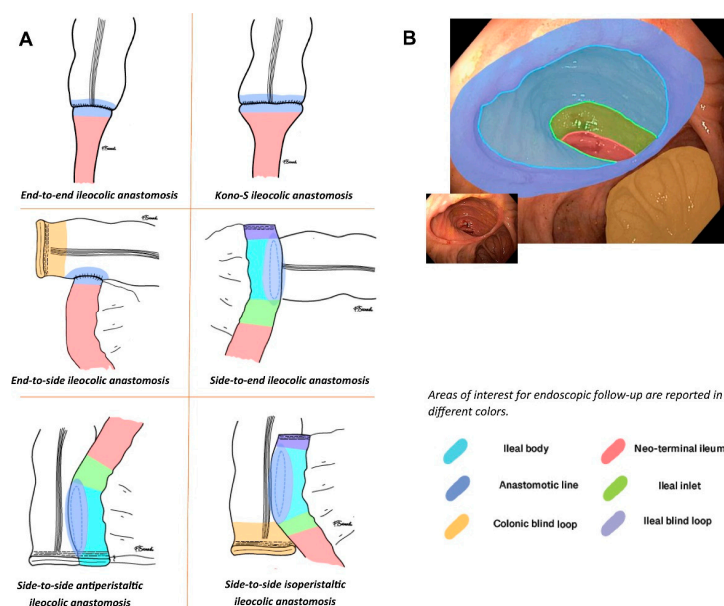 A
B
End-to-end ileocolic anastomosis
Kono-S ileocolic anastomosis
End-to-side ileocolic anastomosis
Side-to-end ileocolic anastomosis
Side-to-side antiperistaltic
ileocolic anastomosis
Side-to-side isoperistaltic
ileocolic anastomosis
Areas of interest for endoscopic follow-up are reported in
different colors.
Ileal body
Neo-terminal ileum
Anastomotic line
Ileal inlet
Colonic blind loop
Ileal blind loop